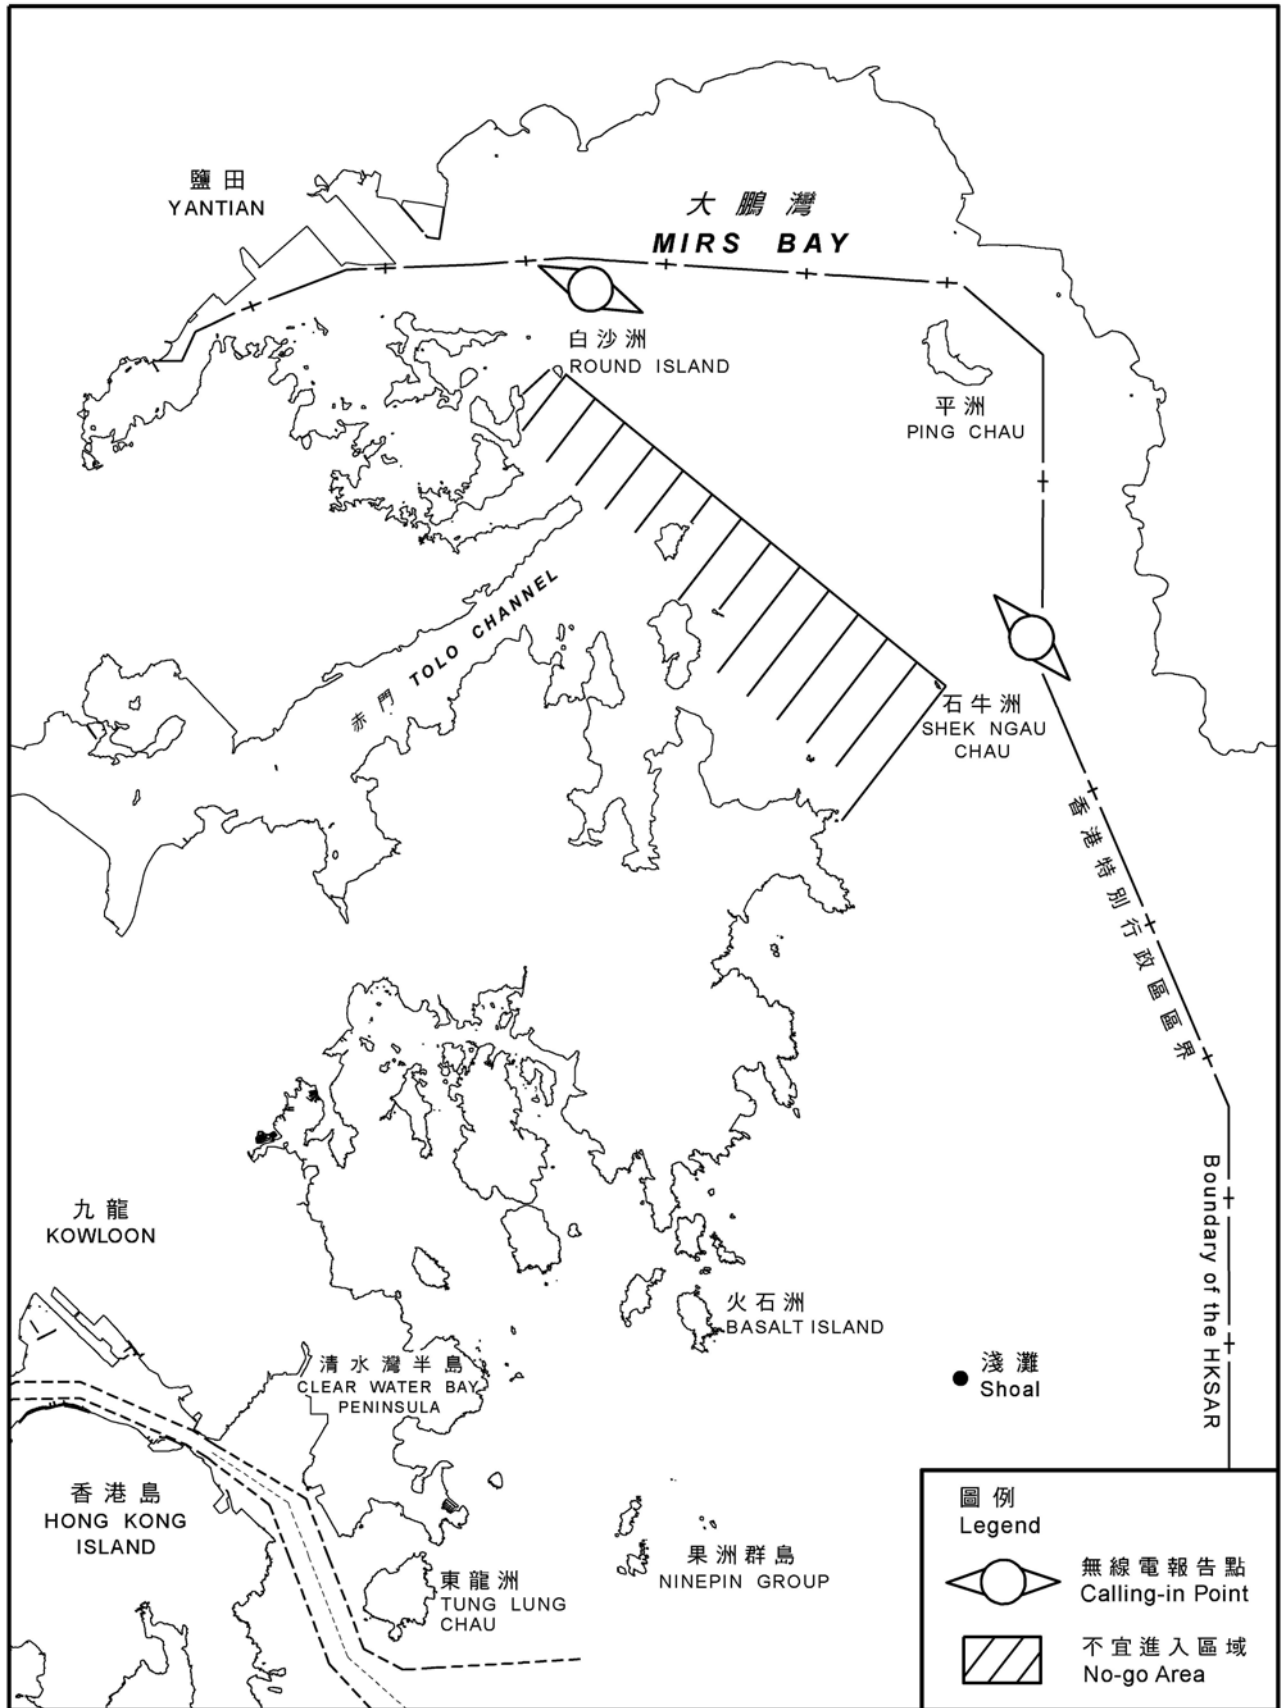 鹽田
YANTIAN
大鵬灣
MIRS BAY
白沙洲
ROUND ISLAND
平洲
PING CHAU
赤門 TOLO CHANNEL
石牛洲
SHEK NGAU
CHAU
香港特別行政區區界
Boundary of the HKSAR
九龍
KOWLOON
火石洲
BASALT ISLAND
清水灣半島
CLEAR WATER BAY
PENINSULA
淺灘
Shoal
香港島
HONG KONG
ISLAND
果洲群島
NINEPIN GROUP
東龍洲
TUNG LUNG
CHAU
圖例
Legend
無線電報告點
Calling-in Point
不宜進入區域
No-go Area